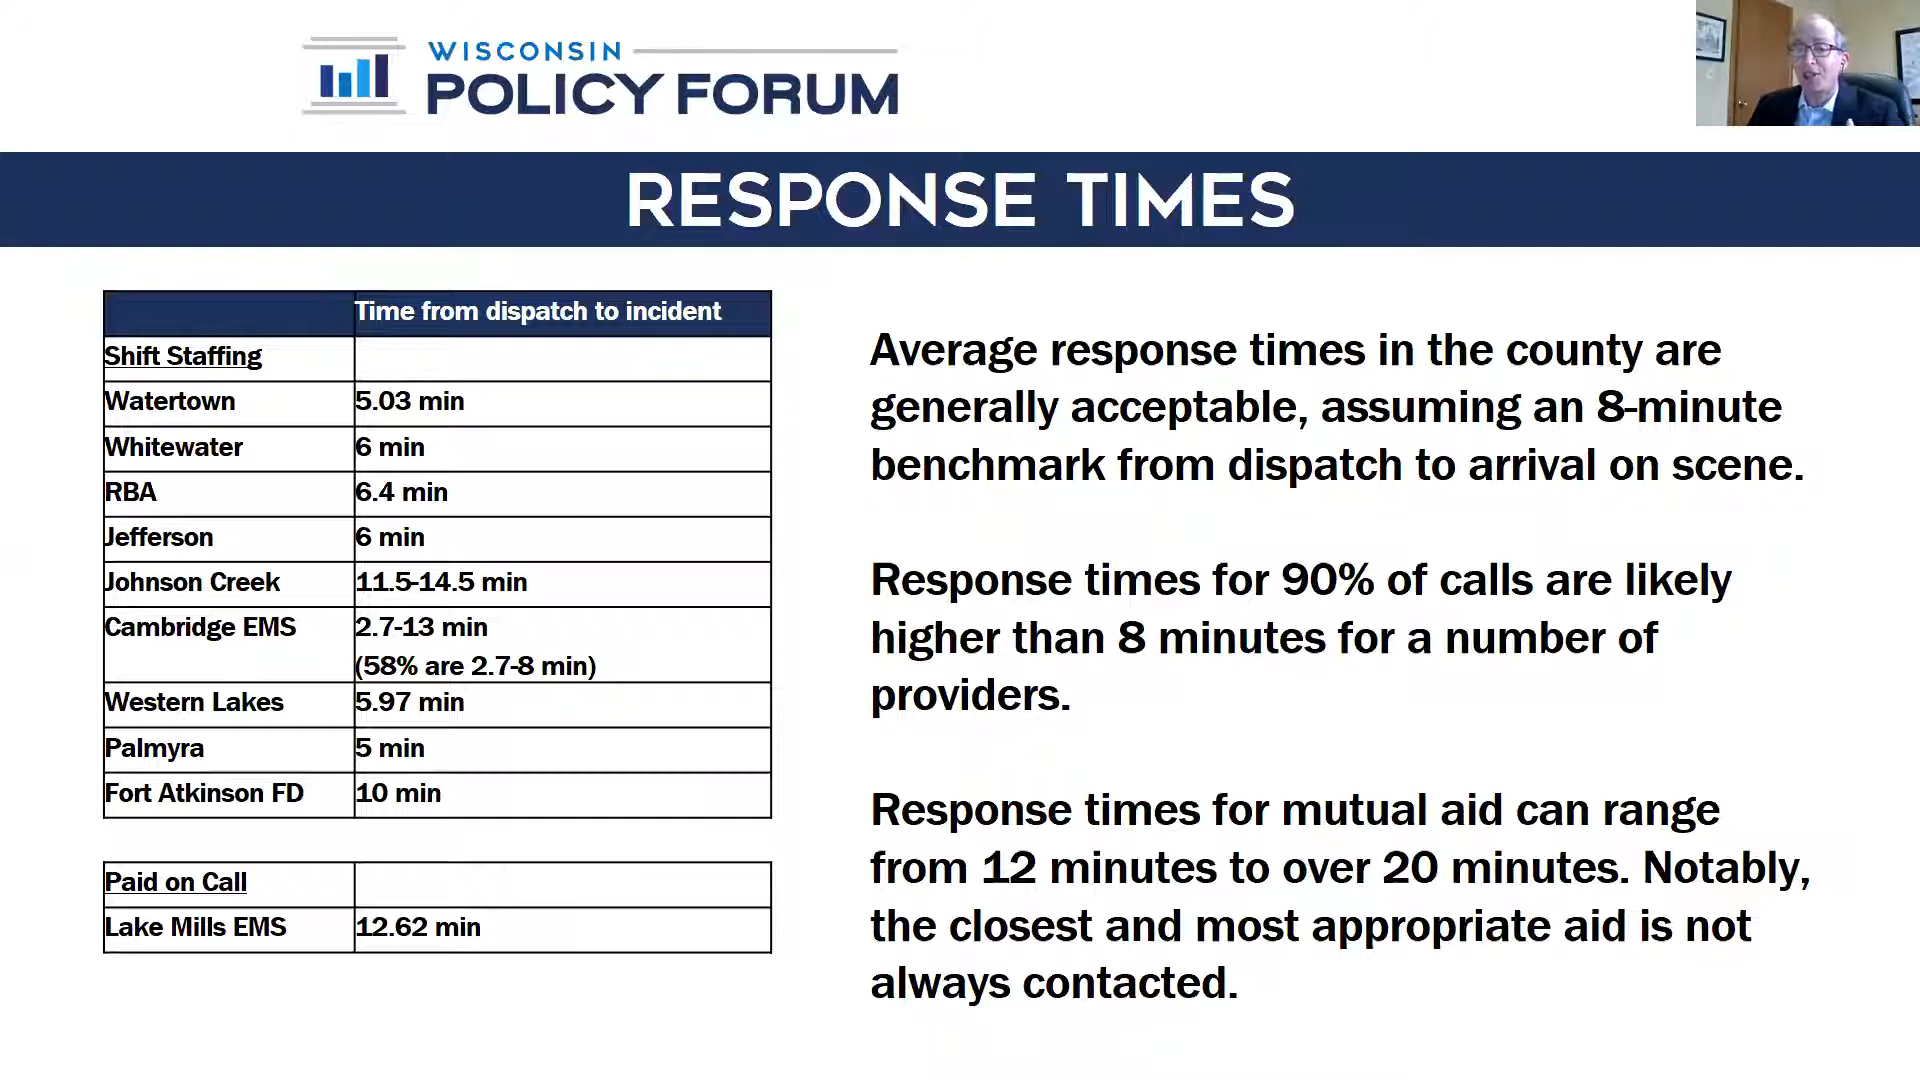 WISCONSIN
POLICY FORUM
RESPONSE TIMES
Time from dispatch to incident
Shift Staffing
Watertown 5.03 min
Whitewater 6 min
RBA 6.4 min
Jefferson 6 min
Johnson Creek 11.5-14.5 min
Cambridge EMS 2.7-13 min
(58% are 2.7-8 min)
Western Lakes 5.97 min
Palmyra 5 min
Fort Atkinson FD 10 min
Paid on Call
Lake Mills EMS 12.62 min
Average response times in the county are
generally acceptable, assuming an 8-minute
benchmark from dispatch to arrival on scene.
Response times for 90% of calls are likely
higher than 8 minutes for a number of
providers.
Response times for mutual aid can range
from 12 minutes to over 20 minutes. Notably,
the closest and most appropriate aid is not
always contacted.